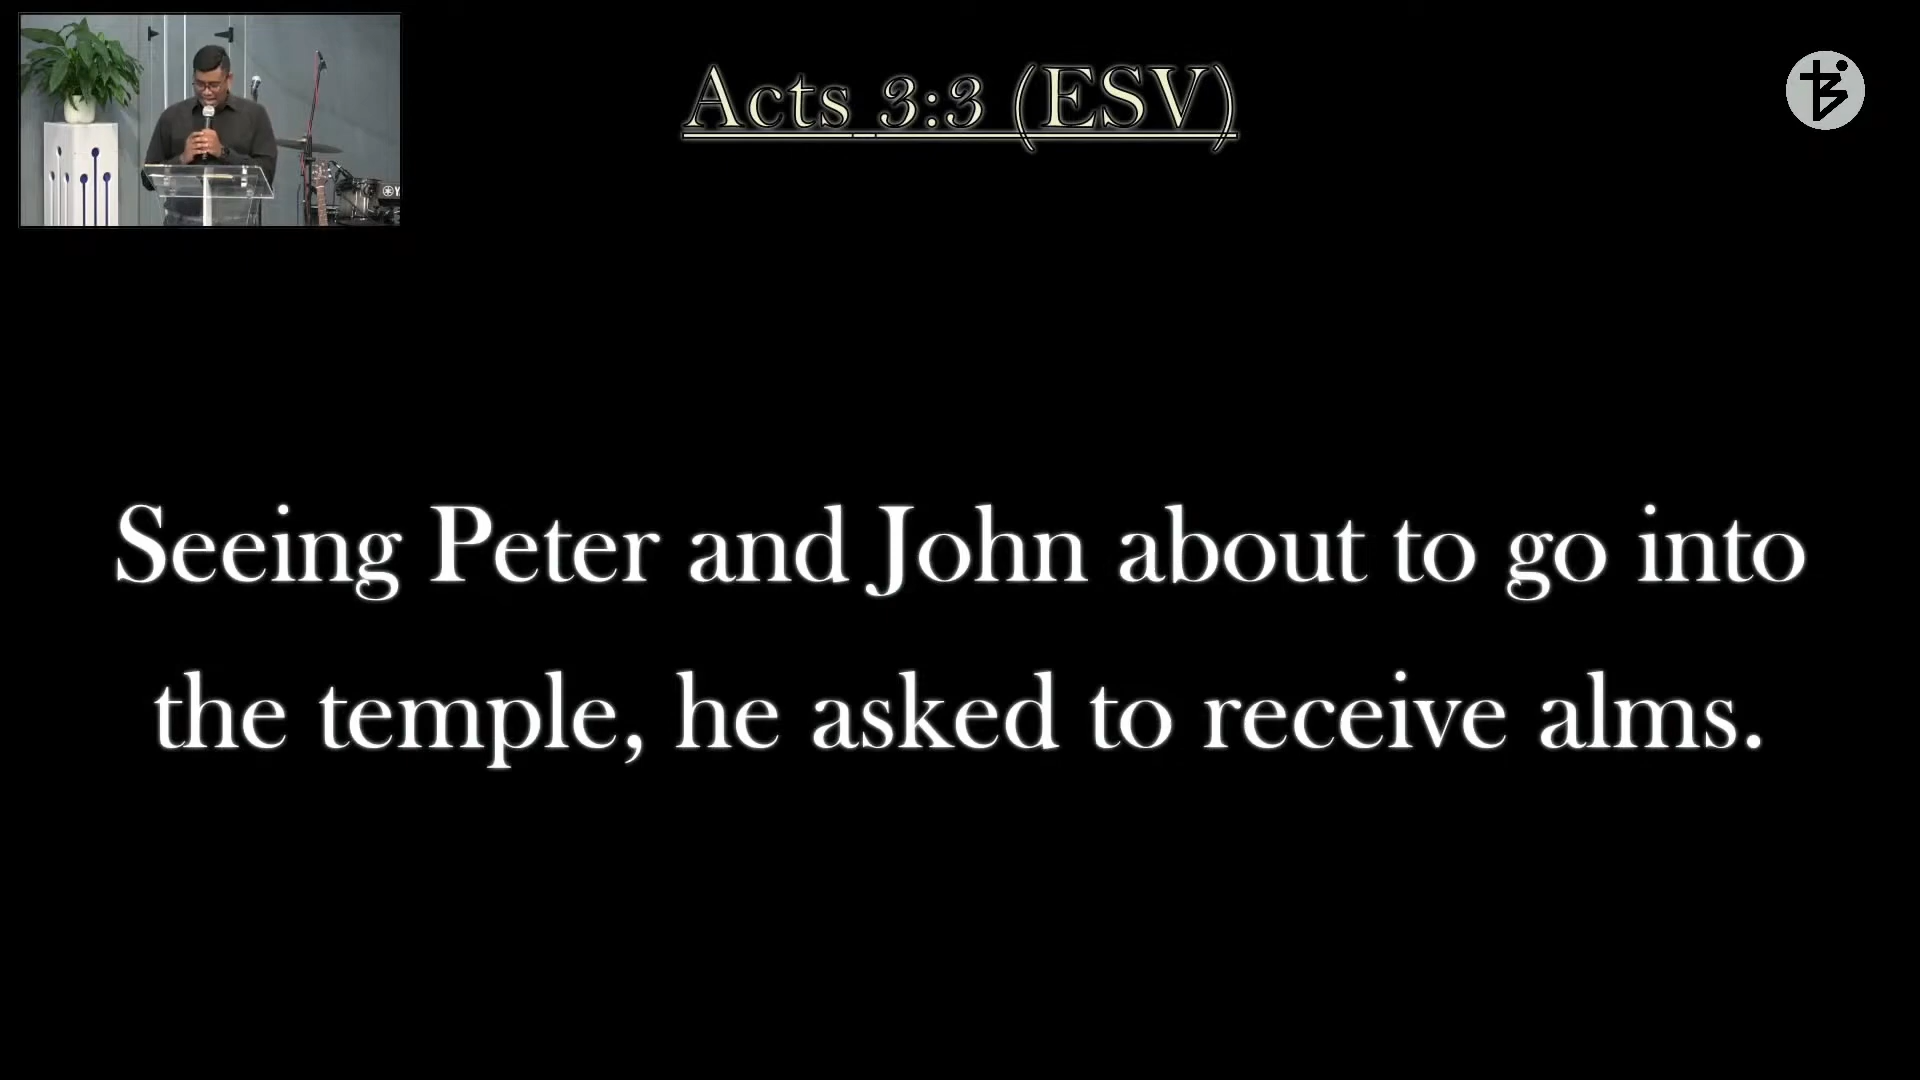 Acts 3:3 (ESV)
Seeing Peter and John about to go into
the temple, he asked to receive alms.